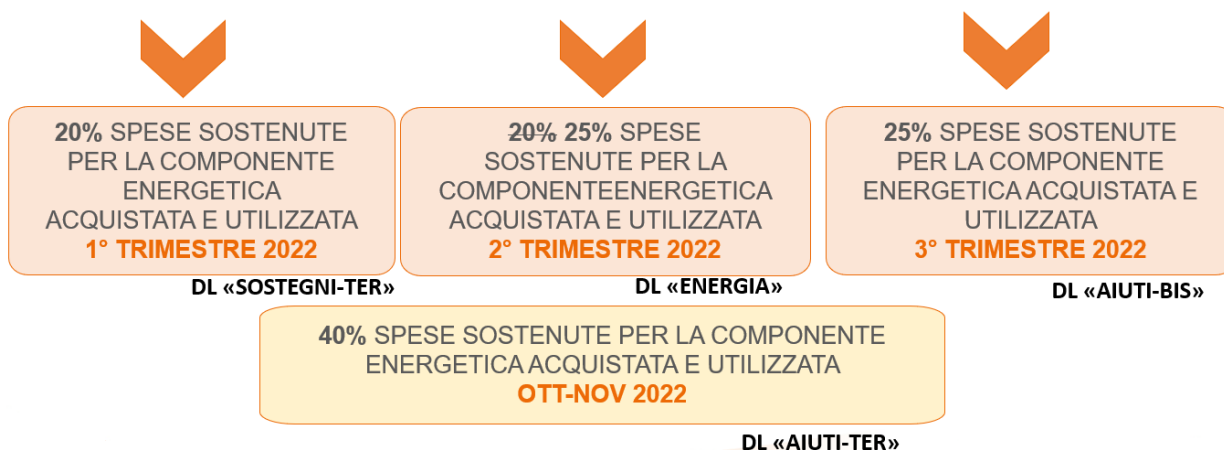 20% SPESE SOSTENUTE
PER LA COMPONENTE
ENERGETICA
ACQUISTATA E UTILIZZATA
1° TRIMESTRE 2022
DL «SOSTEGNI-TER»
20% 25% SPESE
SOSTENUTE PER LA
COMPONENTEENERGETICA
ACQUISTATA E UTILIZZATA
2° TRIMESTRE 2022
DL «ENERGIA»
25% SPESE SOSTENUTE
PER LA COMPONENTE
ENERGETICA ACQUISTATA E
UTILIZZATA
3° TRIMESTRE 2022
DL «AIUTI-BIS»
40% SPESE SOSTENUTE PER LA COMPONENTE
ENERGETICA ACQUISTATA E UTILIZZATA
OTT-NOV 2022
DL «AIUTI-TER»